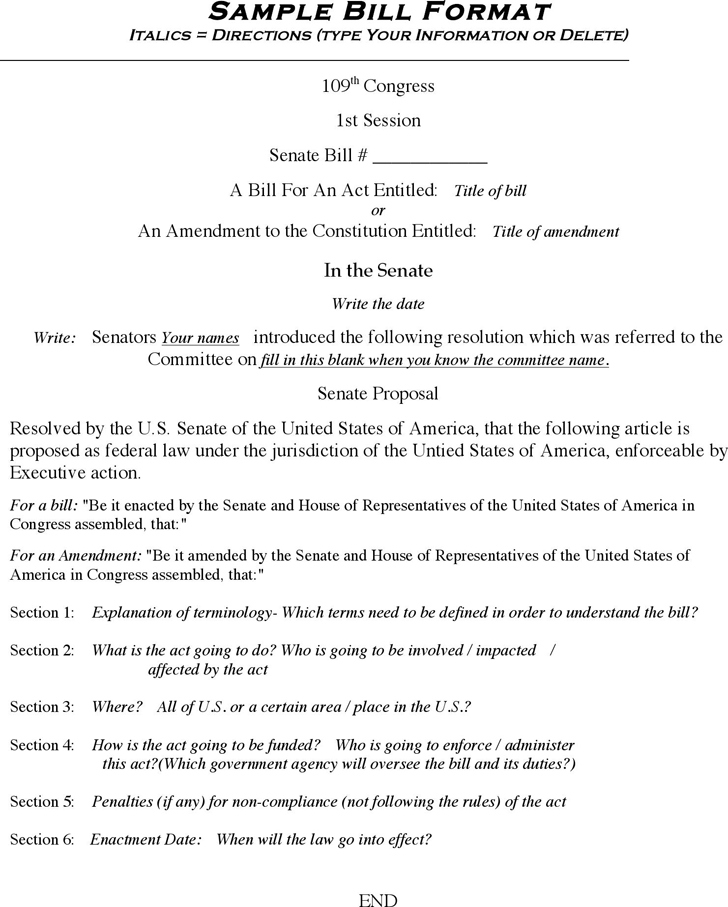 SAMPLE BILL FORMAT
ITALICS = DIRECTIONS (TYPE YOUR INFORMATION OR DELETE)
109th Congress
1st Session
Senate Bill # ____________
A Bill For An Act Entitled: Title of bill
or
An Amendment to the Constitution Entitled: Title of amendment
In the Senate
Write the date
Write: Senators Your names introduced the following resolution which was referred to the
Committee on fill in this blank when you know the committee name.
Senate Proposal
Resolved by the U.S. Senate of the United States of America, that the following article is
proposed as federal law under the jurisdiction of the Untied States of America, enforceable by
Executive action.
For a bill: "Be it enacted by the Senate and House of Representatives of the United States of America in
Congress assembled, that:"
For an Amendment: "Be it amended by the Senate and House of Representatives of the United States of
America in Congress assembled, that:"
Section 1: Explanation of terminology- Which terms need to be defined in order to understand the bill?
Section 2: What is the act going to do? Who is going to be involved / impacted /
affected by the act
Section 3: Where? All of U.S. or a certain area / place in the U.S.?
Section 4: How is the act going to be funded? Who is going to enforce / administer
this act?(Which government agency will oversee the bill and its duties?)
Section 5: Penalties (if any) for non-compliance (not following the rules) of the act
Section 6: Enactment Date: When will the law go into effect?
END